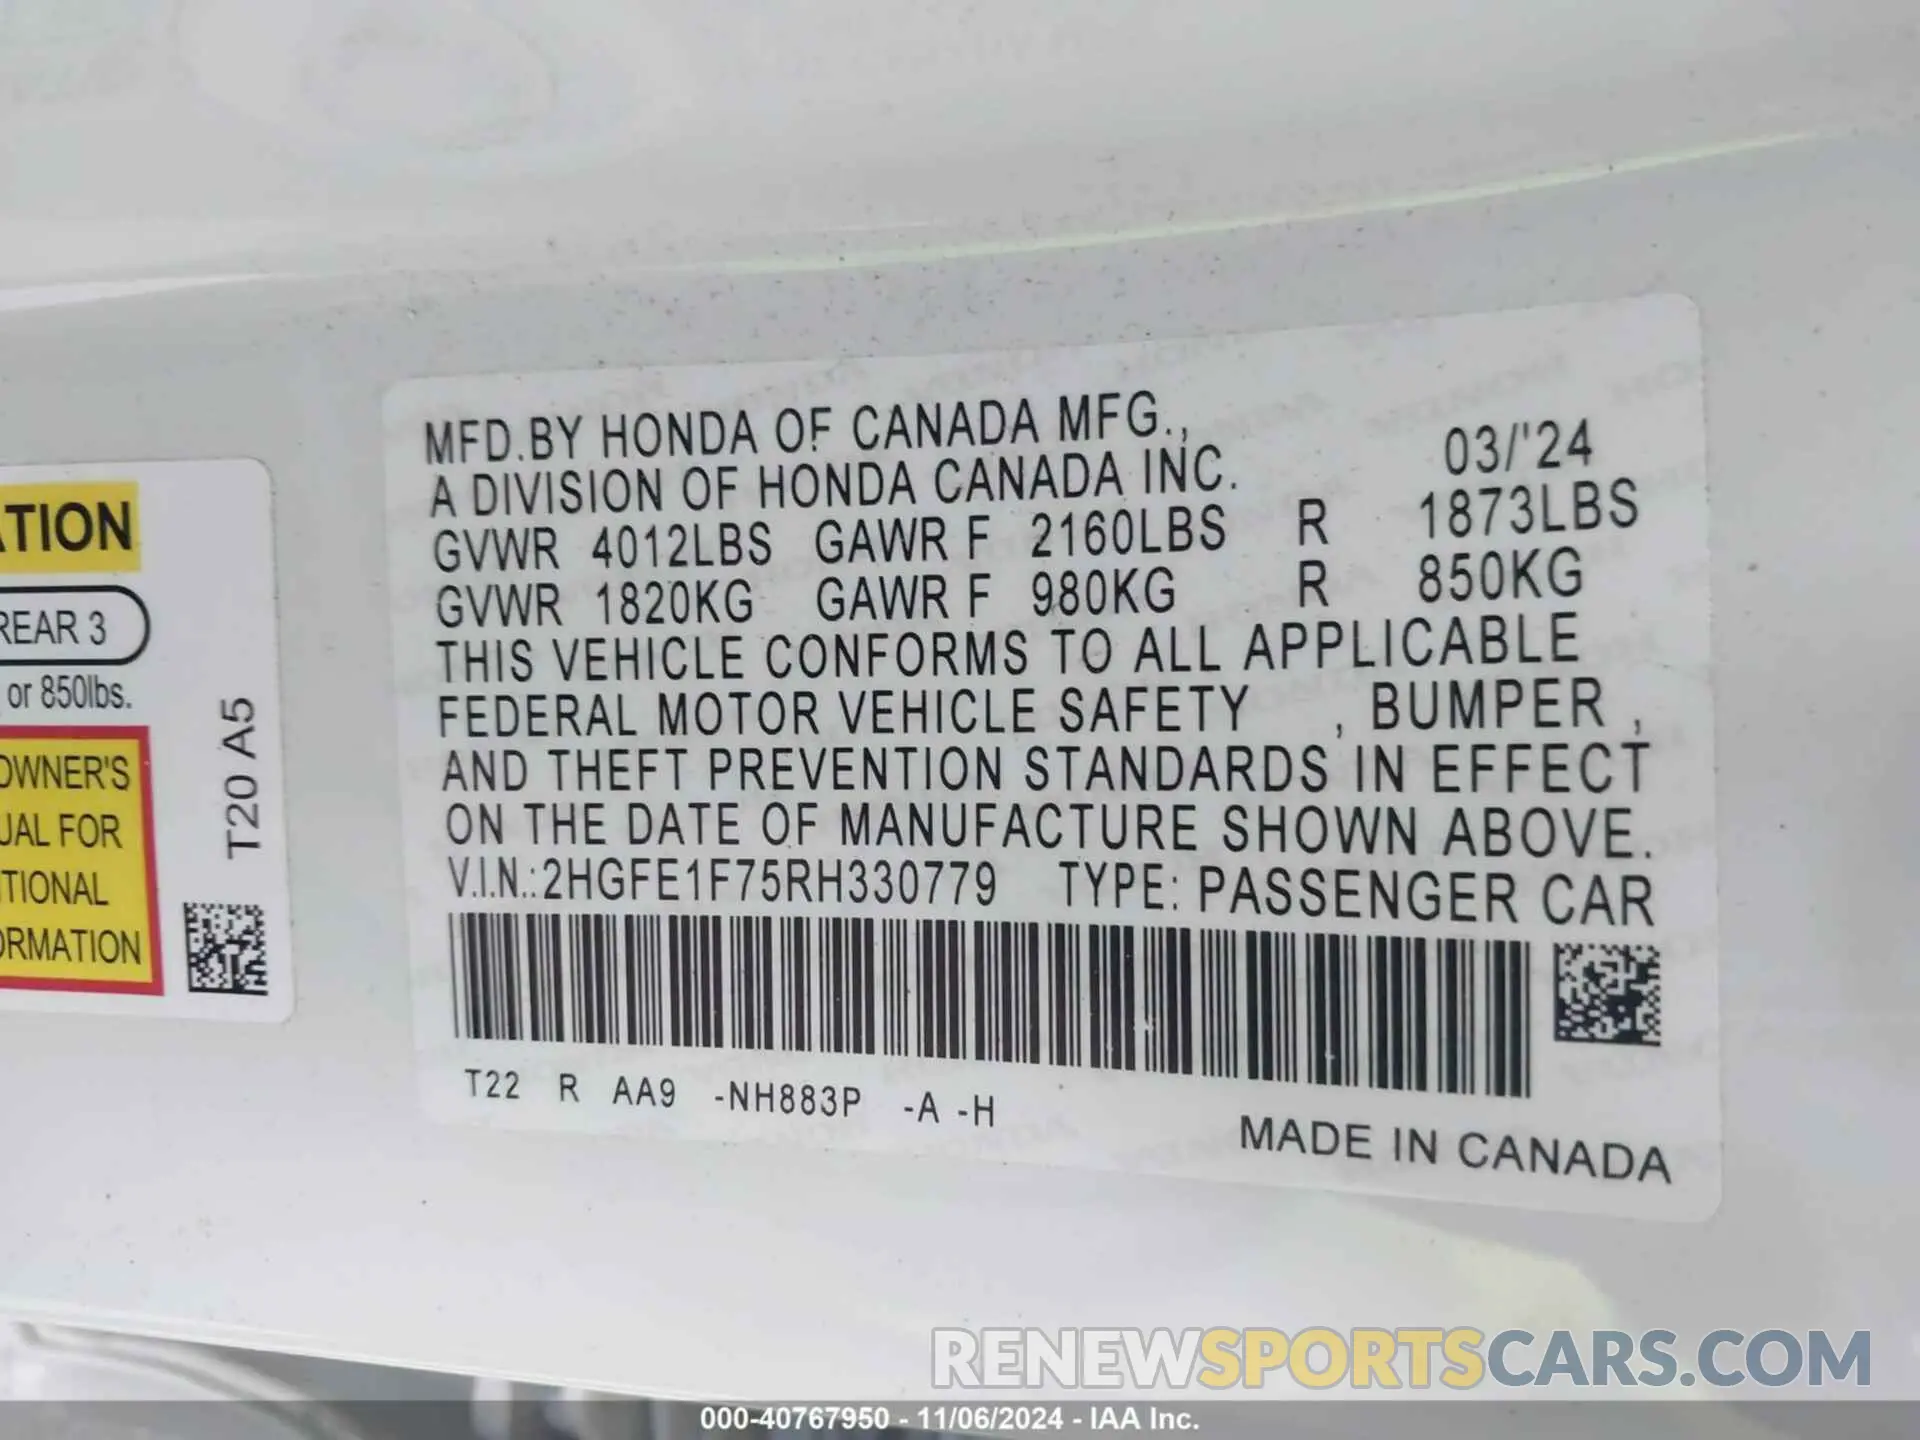 ATION
REAR 3
or 850lbs.
OWNER'S
UAL FOR
ITIONAL
ORMATION
T20 A5
MFD.BY HONDA OF CANADA MFG.,
A DIVISION OF HONDA CANADA INC. 03/'24
GVWR 4012LBS GAWR F 2160LBS R 1873LBS
GVWR 1820KG GAWR F 980KG R 850KG
THIS VEHICLE CONFORMS TO ALL APPLICABLE
FEDERAL MOTOR VEHICLE SAFETY , BUMPER ,
AND THEFT PREVENTION STANDARDS IN EFFECT
ON THE DATE OF MANUFACTURE SHOWN ABOVE.
V.I.N.:2HGFE1F75RH330779 TYPE: PASSENGER CAR
T22 R AA9 -NH883P -A -H
MADE IN CANADA
RENEWSPORTSCARS.COM
000-40767950 - 11/06/2024 - IAA Inc.